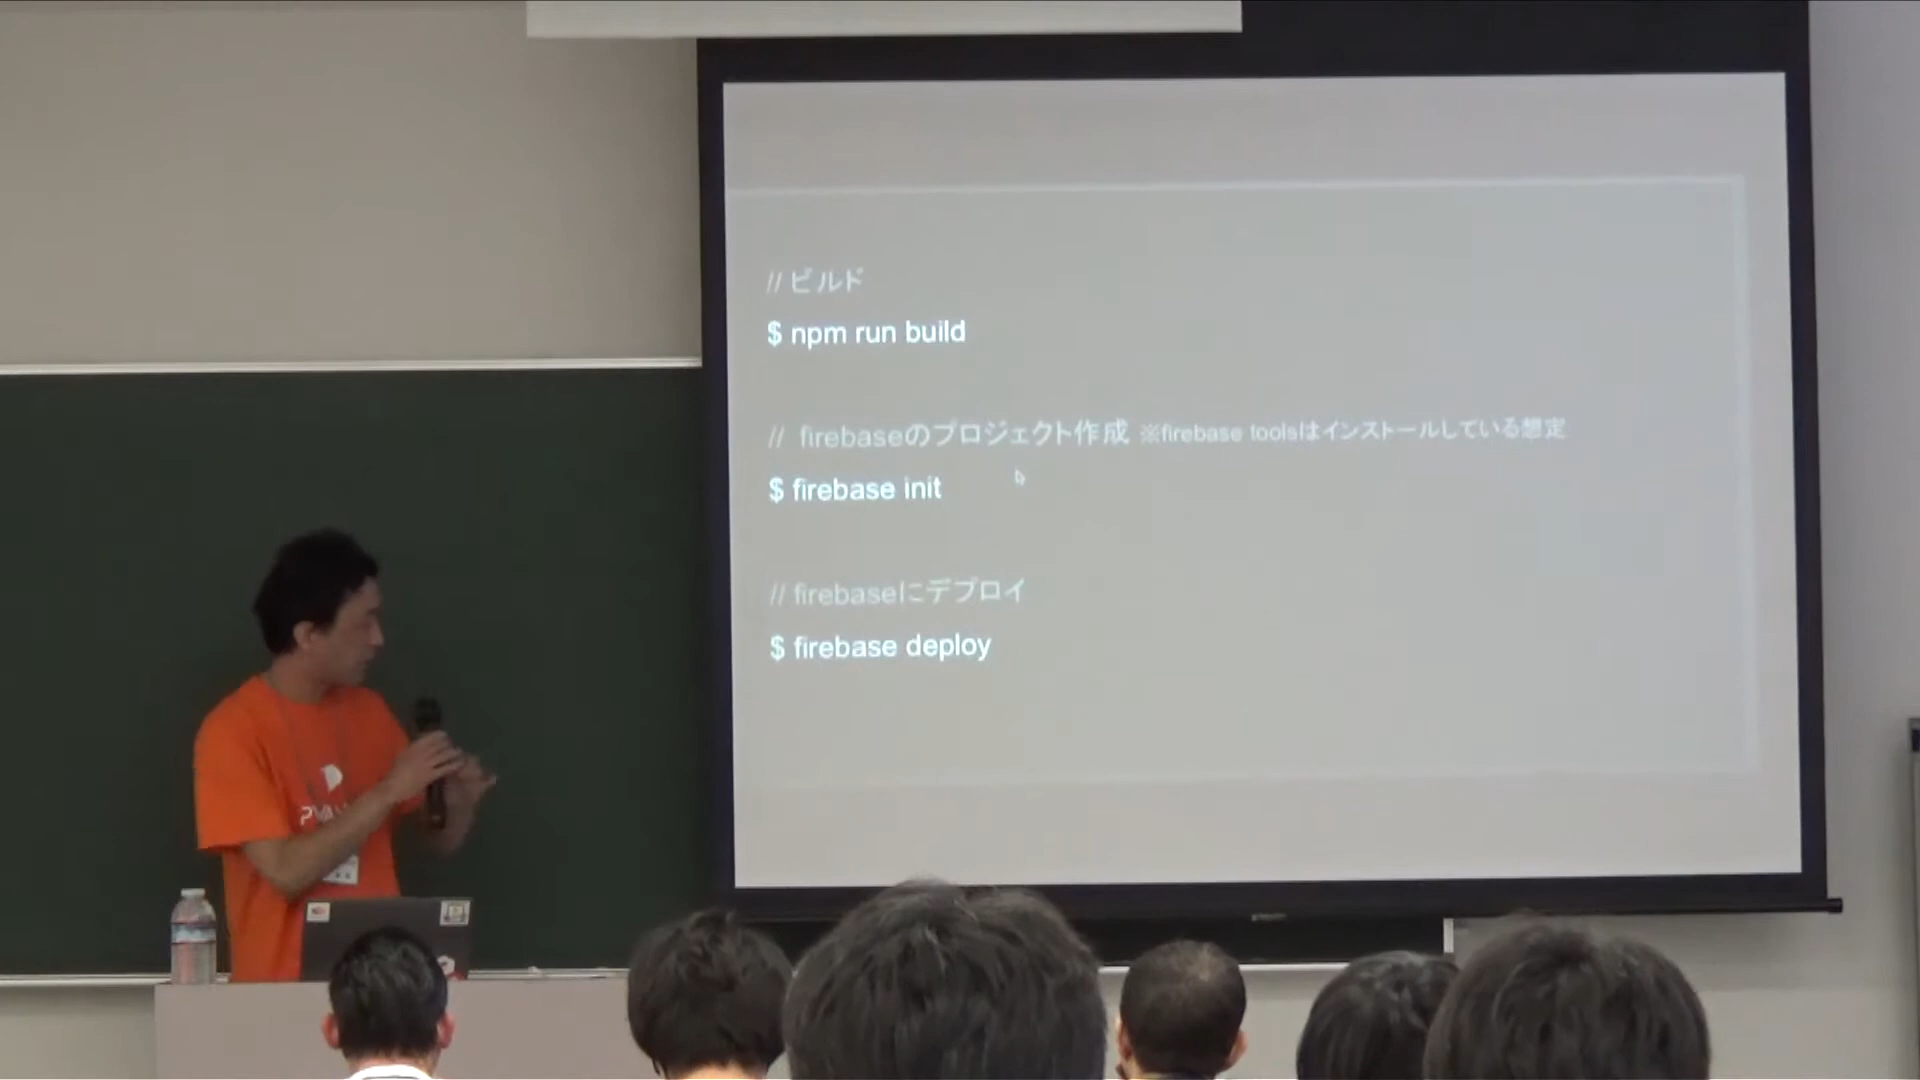 // ビルド
$ npm run build
// firebaseのプロジェクト作成 ※firebase toolsはインストールしている想定
$ firebase init
// firebaseにデプロイ
$ firebase deploy